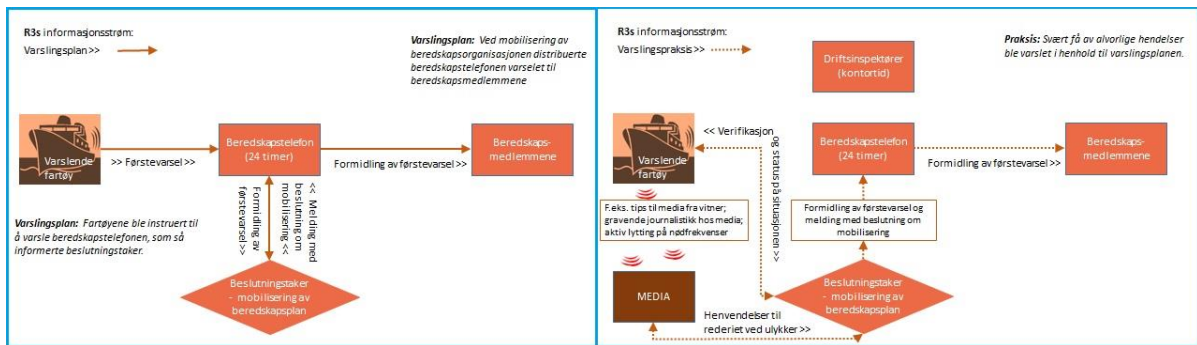 R3s informasjonsstrøm:
Varslingsplan >>
Varslingsplan: Ved mobilisering av
beredskapsorganisasjonen distribuerte
beredskapstelefonen varselet til
beredskapsmedlemmene
Varslende
fartøy
>> Førstevarsel >>
Beredskapstelefon
(24 timer)
Formidling av førstevarsel >>
Beredskaps-
medlemmene
<< Melding med
beslutning om
mobilisering <<
Formidling av
førstevarsel >>
Varslingsplan: Fartøyene ble instruert til
å varsle beredskapstelefonen, som så
informerte beslutningstaker.
Beslutningstaker
- mobilisering av
beredskapsplan
R3s informasjonsstrøm:
Varslingspraksis >>
Praksis: Svært få av alvorlige hendelser
ble varslet i henhold til varslingsplanen.
Driftsinspektører
(kontortid)
Varslende
fartøy
<< Verifikasjon
og status på situasjonen >>
Beredskapstelefon
(24 timer)
Formidling av førstevarsel >>
Beredskaps-
medlemmene
F.eks. tips til media fra vitner;
gravende journalistikk hos media;
aktiv lytting på nødfrekvenser
Formidling av førstevarsel og
melding med beslutning om
mobilisering
MEDIA
Beslutningstaker
- mobilisering av
beredskapsplan
Henvendelser til
rederiet ved ulykker >>